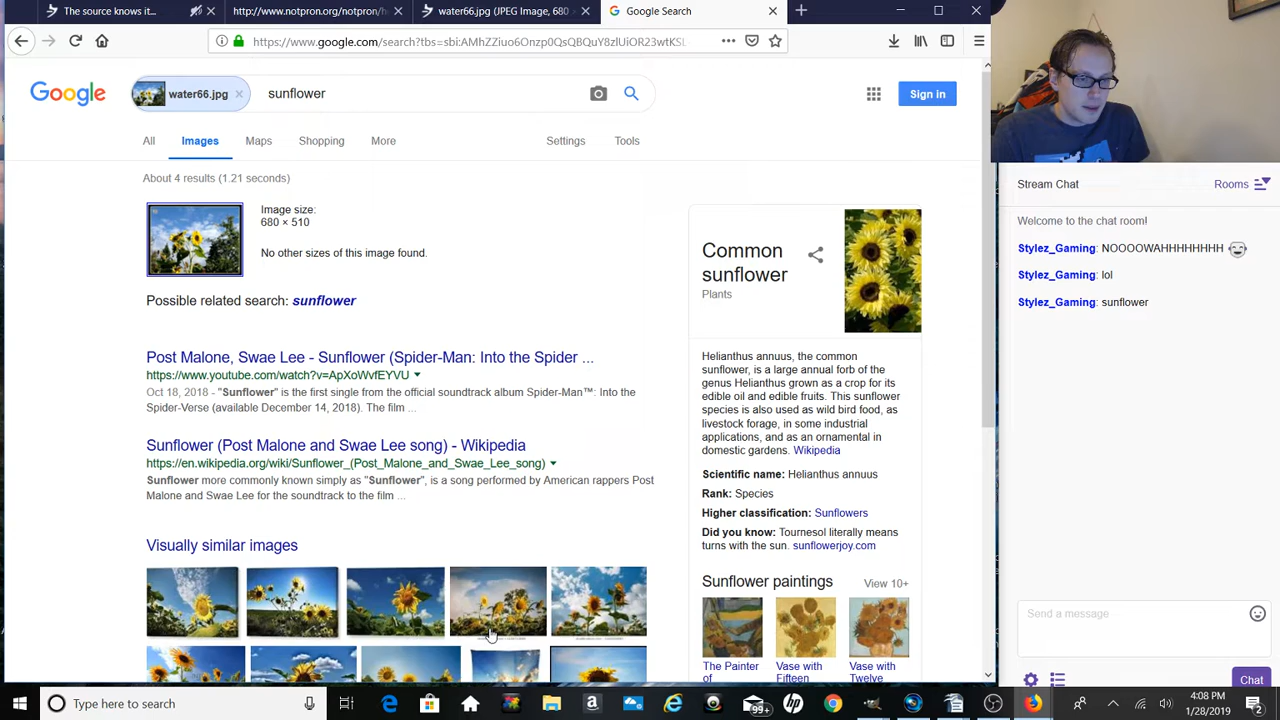 The source knows it..
http://www.notpron.org/notpron/h
water66.jpg (JPEG Image, 680
Google Search
https://www.google.com/search?tbs=sbi:AMhZZiuo6Onzp0QsQBQuY8zlUiOR23wtKSL
Google
water66.jpg
sunflower
Sign in
All
Images
Maps
Shopping
More
Settings
Tools
About 4 results (1.21 seconds)
Image size:
680 × 510
No other sizes of this image found.
Possible related search: sunflower
Post Malone, Swae Lee - Sunflower (Spider-Man: Into the Spider ...
https://www.youtube.com/watch?v=ApXoWvfEYVU
Oct 18, 2018 - "Sunflower" is the first single from the official soundtrack album Spider-Man™: Into the
Spider-Verse (available December 14, 2018). The film ...
Sunflower (Post Malone and Swae Lee song) - Wikipedia
https://en.wikipedia.org/wiki/Sunflower_(Post_Malone_and_Swae_Lee_song)
Sunflower more commonly known simply as "Sunflower", is a song performed by American rappers Post
Malone and Swae Lee for the soundtrack to the film ...
Visually similar images
Common
sunflower
Plants
Helianthus annuus, the common
sunflower, is a large annual forb of the
genus Helianthus grown as a crop for its
edible oil and edible fruits. This sunflower
species is also used as wild bird food, as
livestock forage, in some industrial
applications, and as an ornamental in
domestic gardens. Wikipedia
Scientific name: Helianthus annuus
Rank: Species
Higher classification: Sunflowers
Did you know: Tournesol literally means
turns with the sun. sunflowerjoy.com
Sunflower paintings
View 10+
The Painter
of
Vase with
Fifteen
Vase with
Twelve
Stream Chat
Rooms
Welcome to the chat room!
Stylez_Gaming: NOOOOWAHHHHHHHH
Stylez_Gaming: lol
Stylez_Gaming: sunflower
Send a message
Chat
Type here to search
99+
hp
4:08 PM
1/28/2019